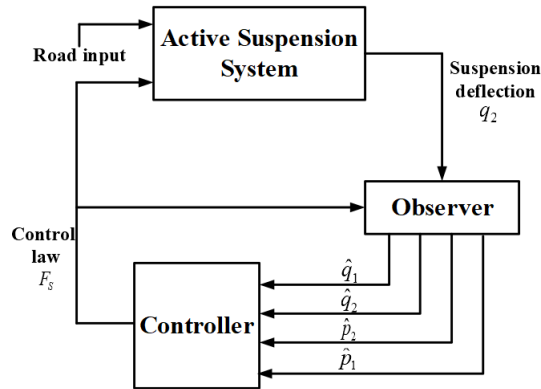 Active Suspension
System
Road input
Suspension
deflection
q₂
Observer
Control
law
Fₛ
Controller
q̂₁
q̂₂
p̂₂
p̂₁